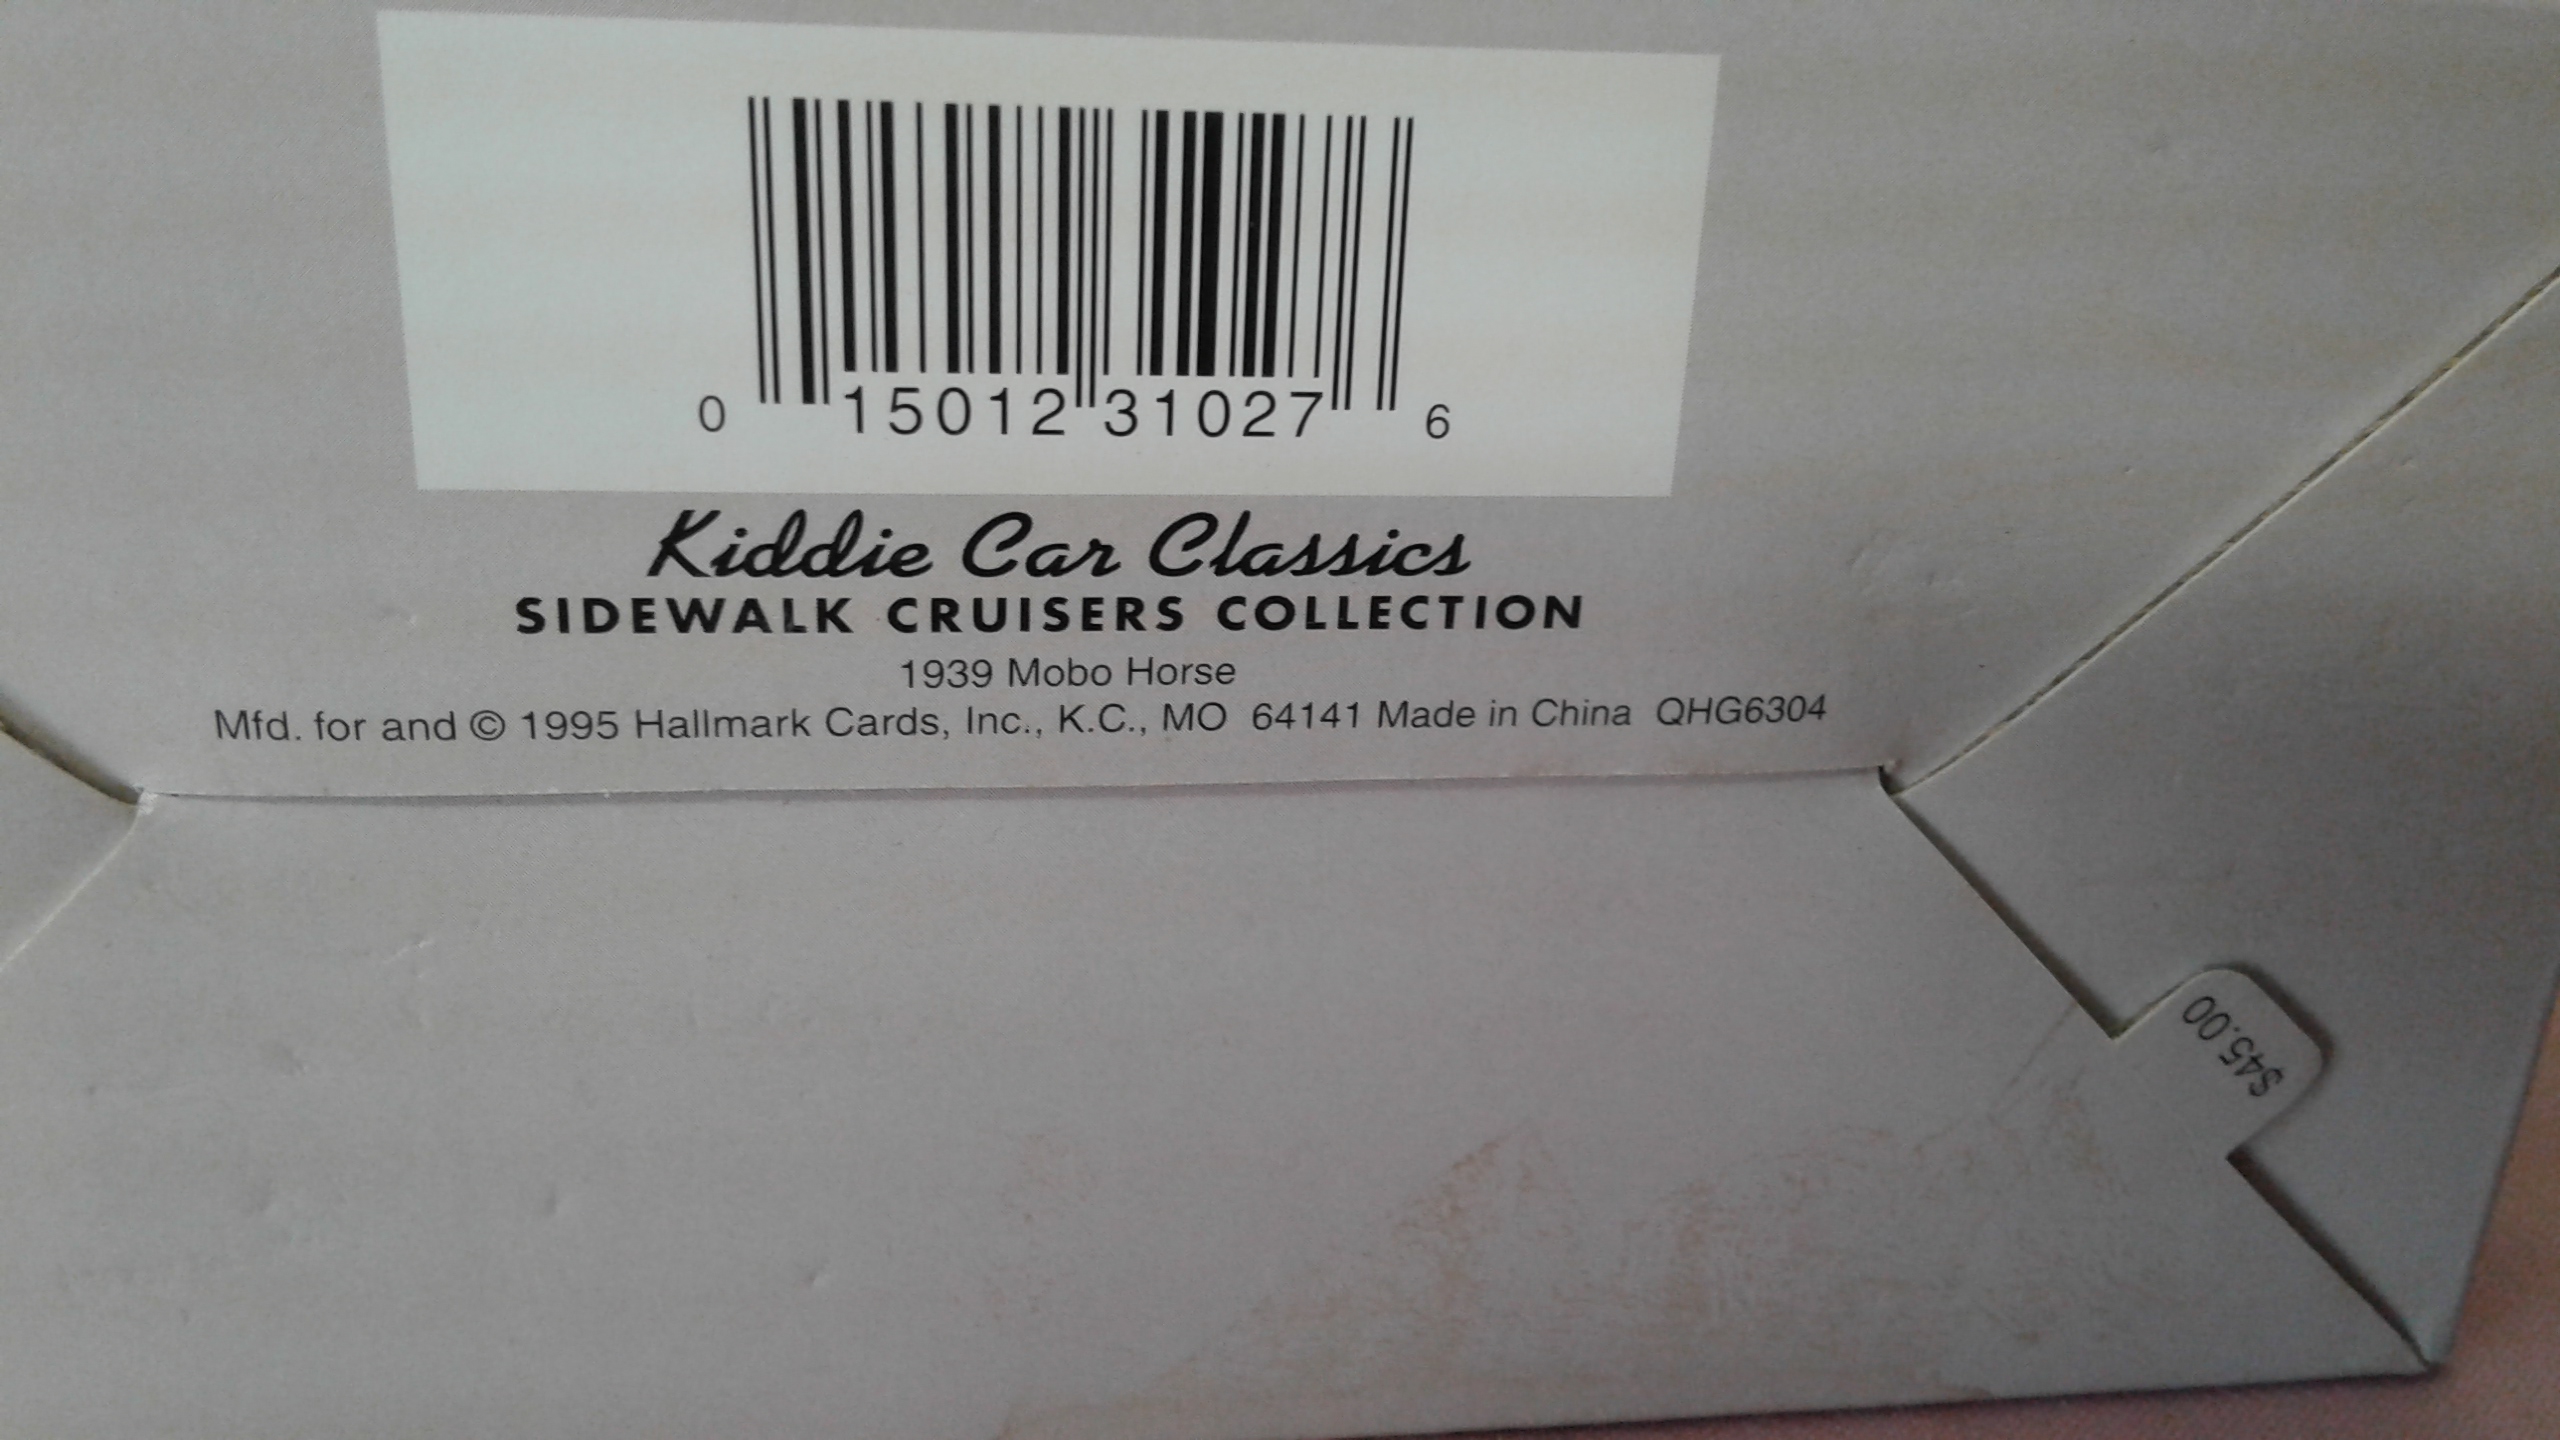 0 15012 31027 6
Kiddie Car Classics
SIDEWALK CRUISERS COLLECTION
1939 Mobo Horse
Mfd. for and © 1995 Hallmark Cards, Inc., K.C., MO 64141 Made in China QHG6304
$45.00